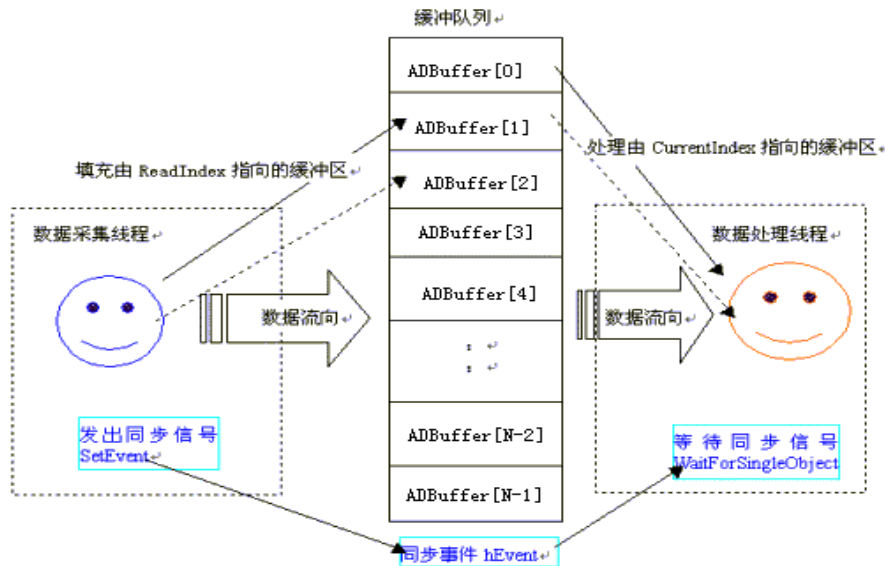 缓冲队列
ADBuffer[0]
ADBuffer[1]
处理由 CurrentIndex 指向的缓冲区
填充由 ReadIndex 指向的缓冲区
ADBuffer[2]
数据采集线程
ADBuffer[3]
数据处理线程
ADBuffer[4]
数据流向
数据流向
:
:
发出同步信号
SetEvent
ADBuffer[N-2]
等待同步信号
WaitForSingleObject
ADBuffer[N-1]
同步事件 hEvent